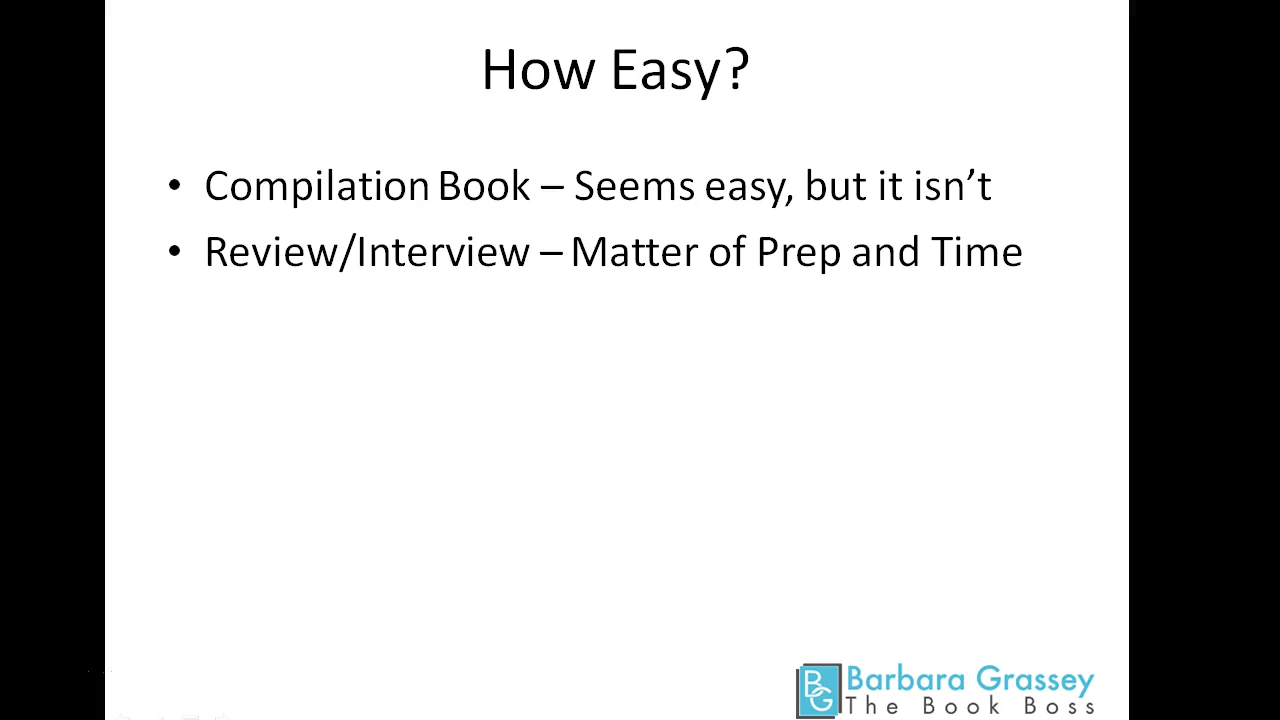 How Easy?
• Compilation Book – Seems easy, but it isn’t
• Review/Interview – Matter of Prep and Time
BG Barbara Grassey
The Book Boss